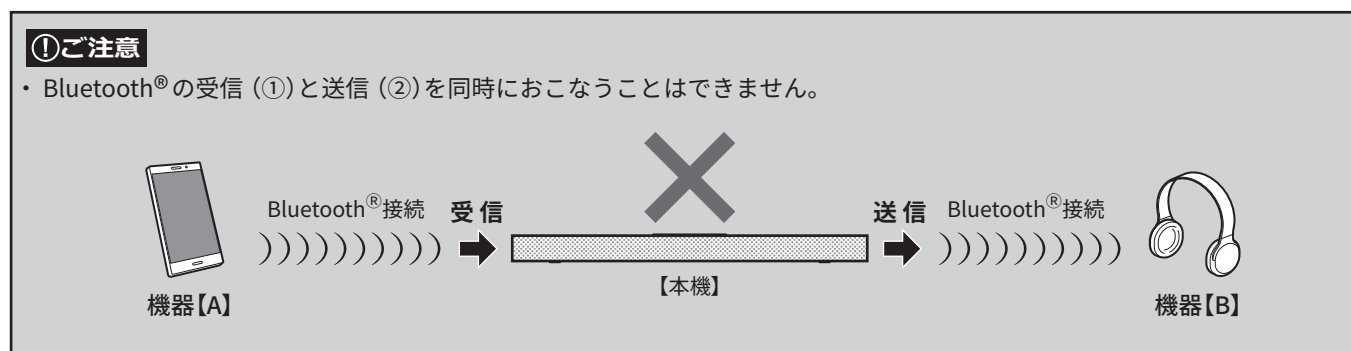 !ご注意
・ Bluetooth®の受信（①）と送信（②）を同時におこなうことはできません。
Bluetooth®接続 受信 送信 Bluetooth®接続
【本機】
機器【A】 機器【B】